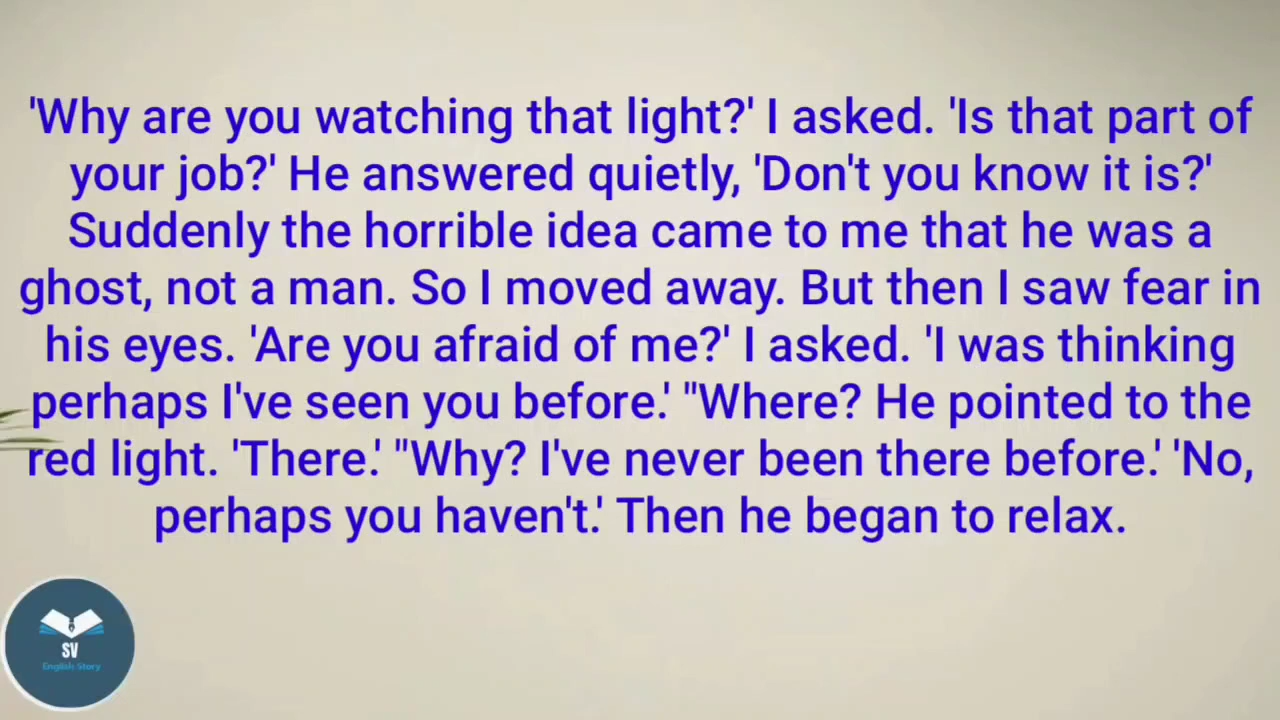 'Why are you watching that light?' I asked. 'Is that part of
your job?' He answered quietly, 'Don't you know it is?'
Suddenly the horrible idea came to me that he was a
ghost, not a man. So I moved away. But then I saw fear in
his eyes. 'Are you afraid of me?' I asked. 'I was thinking
perhaps I've seen you before.' "Where? He pointed to the
red light. 'There.' "Why? I've never been there before.' 'No,
perhaps you haven't.' Then he began to relax.
SV
English Story